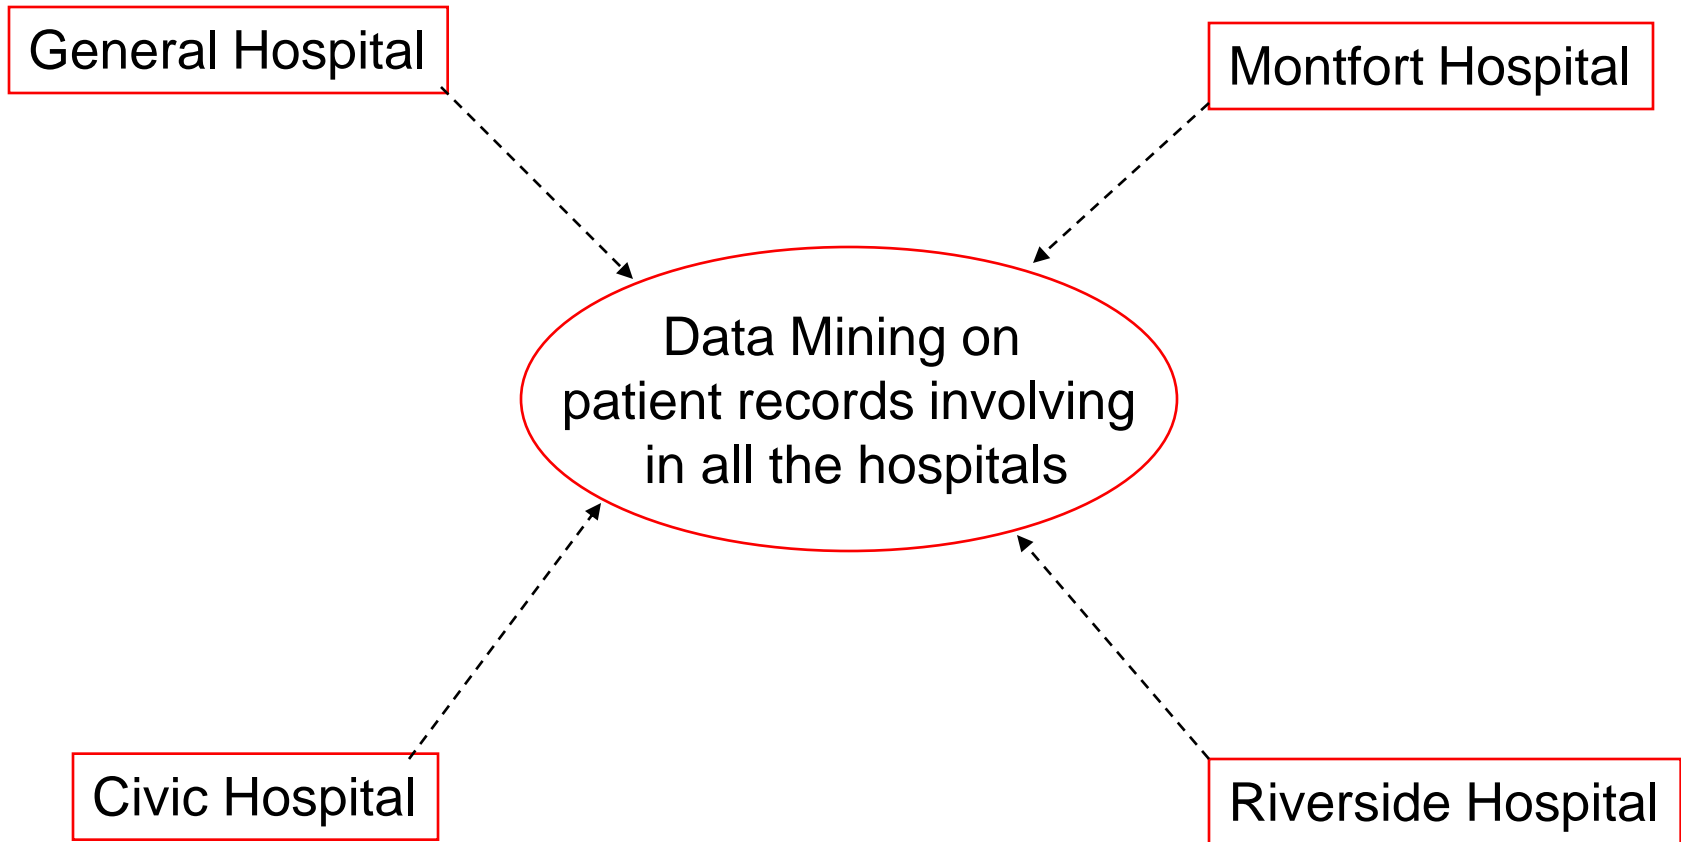 General Hospital
Montfort Hospital
Data Mining on
patient records involving
in all the hospitals
Civic Hospital
Riverside Hospital